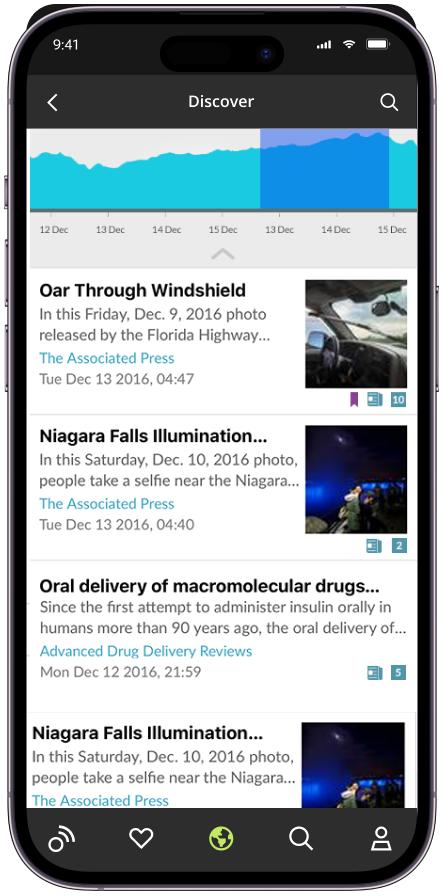 9:41
Discover
12 Dec 13 Dec 14 Dec 15 Dec 13 Dec 14 Dec 15 Dec
Oar Through Windshield
In this Friday, Dec. 9, 2016 photo
released by the Florida Highway...
The Associated Press
Tue Dec 13 2016, 04:47
10
Niagara Falls Illumination...
In this Saturday, Dec. 10, 2016 photo,
people take a selfie near the Niagara...
The Associated Press
Tue Dec 13 2016, 04:40
2
Oral delivery of macromolecular drugs...
Since the first attempt to administer insulin orally in
humans more than 90 years ago, the oral delivery of...
Advanced Drug Delivery Reviews
Mon Dec 12 2016, 21:59
5
Niagara Falls Illumination...
In this Saturday, Dec. 10, 2016 photo,
people take a selfie near the Niagara...
The Associated Press